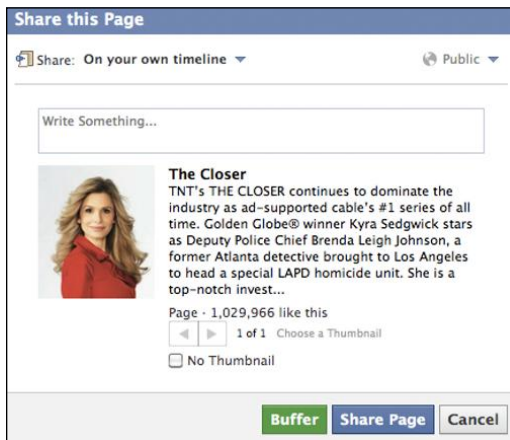 Share this Page
Share: On your own timeline
Public
Write Something...
The Closer
TNT's THE CLOSER continues to dominate the
industry as ad-supported cable's #1 series of all
time. Golden Globe® winner Kyra Sedgwick stars
as Deputy Police Chief Brenda Leigh Johnson, a
former Atlanta detective brought to Los Angeles
to head a special LAPD homicide unit. She is a
top-notch invest...
Page · 1,029,966 like this
1 of 1 Choose a Thumbnail
No Thumbnail
Buffer Share Page Cancel